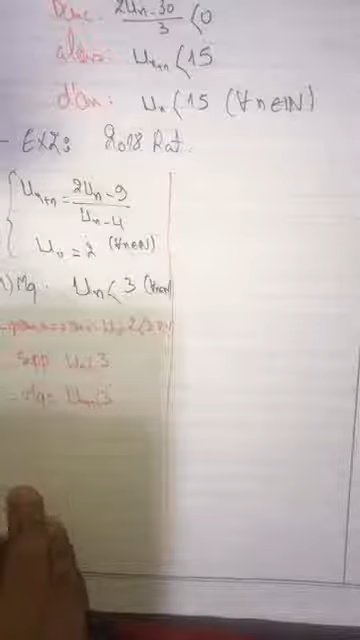 Donc: (2Un-30)/3 < 0
alors: Un+1 < 15
d'où: Un < 15 (∀n∈IN)
- EX2: 2018 Rat.
{ Un+1 = (2Un-9)/(Un-4)
U0 = 2 (∀n∈IN)
1) Mq. Un < 3 (∀n∈IN)
Supp Un < 3
- Mq: Un+1 < 3